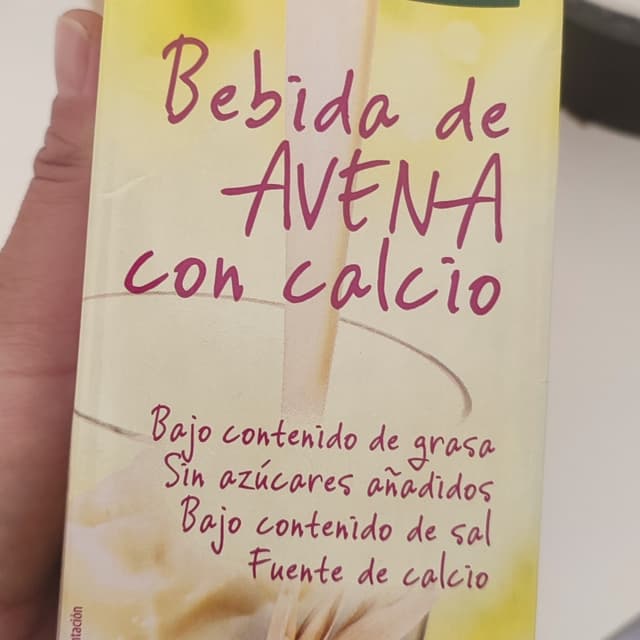 Bebida de
AVENA
con calcio
Bajo contenido de grasa
Sin azúcares añadidos
Bajo contenido de sal
Fuente de calcio